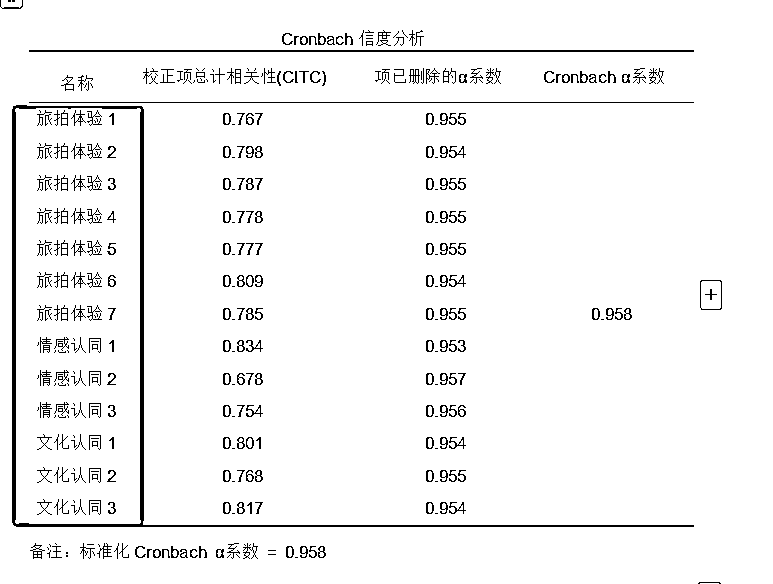 Cronbach 信度分析
名称 校正项总计相关性(CITC) 项已删除的α系数 Cronbach α系数
旅拍体验 1 0.767 0.955
旅拍体验 2 0.798 0.954
旅拍体验 3 0.787 0.955
旅拍体验 4 0.778 0.955
旅拍体验 5 0.777 0.955
旅拍体验 6 0.809 0.954
旅拍体验 7 0.785 0.955 0.958
情感认同 1 0.834 0.953
情感认同 2 0.678 0.957
情感认同 3 0.754 0.956
文化认同 1 0.801 0.954
文化认同 2 0.768 0.955
文化认同 3 0.817 0.954
备注：标准化 Cronbach α系数 = 0.958